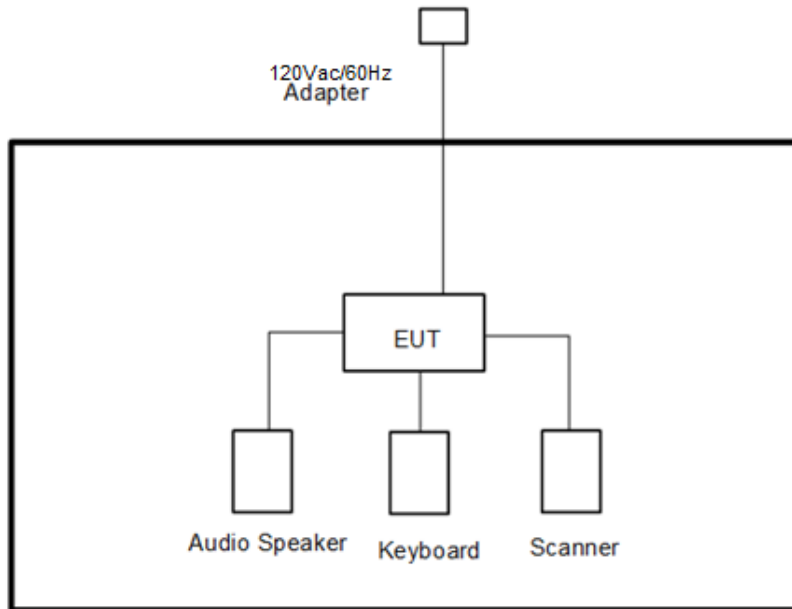 120Vac/60Hz
Adapter
EUT
Audio Speaker
Keyboard
Scanner